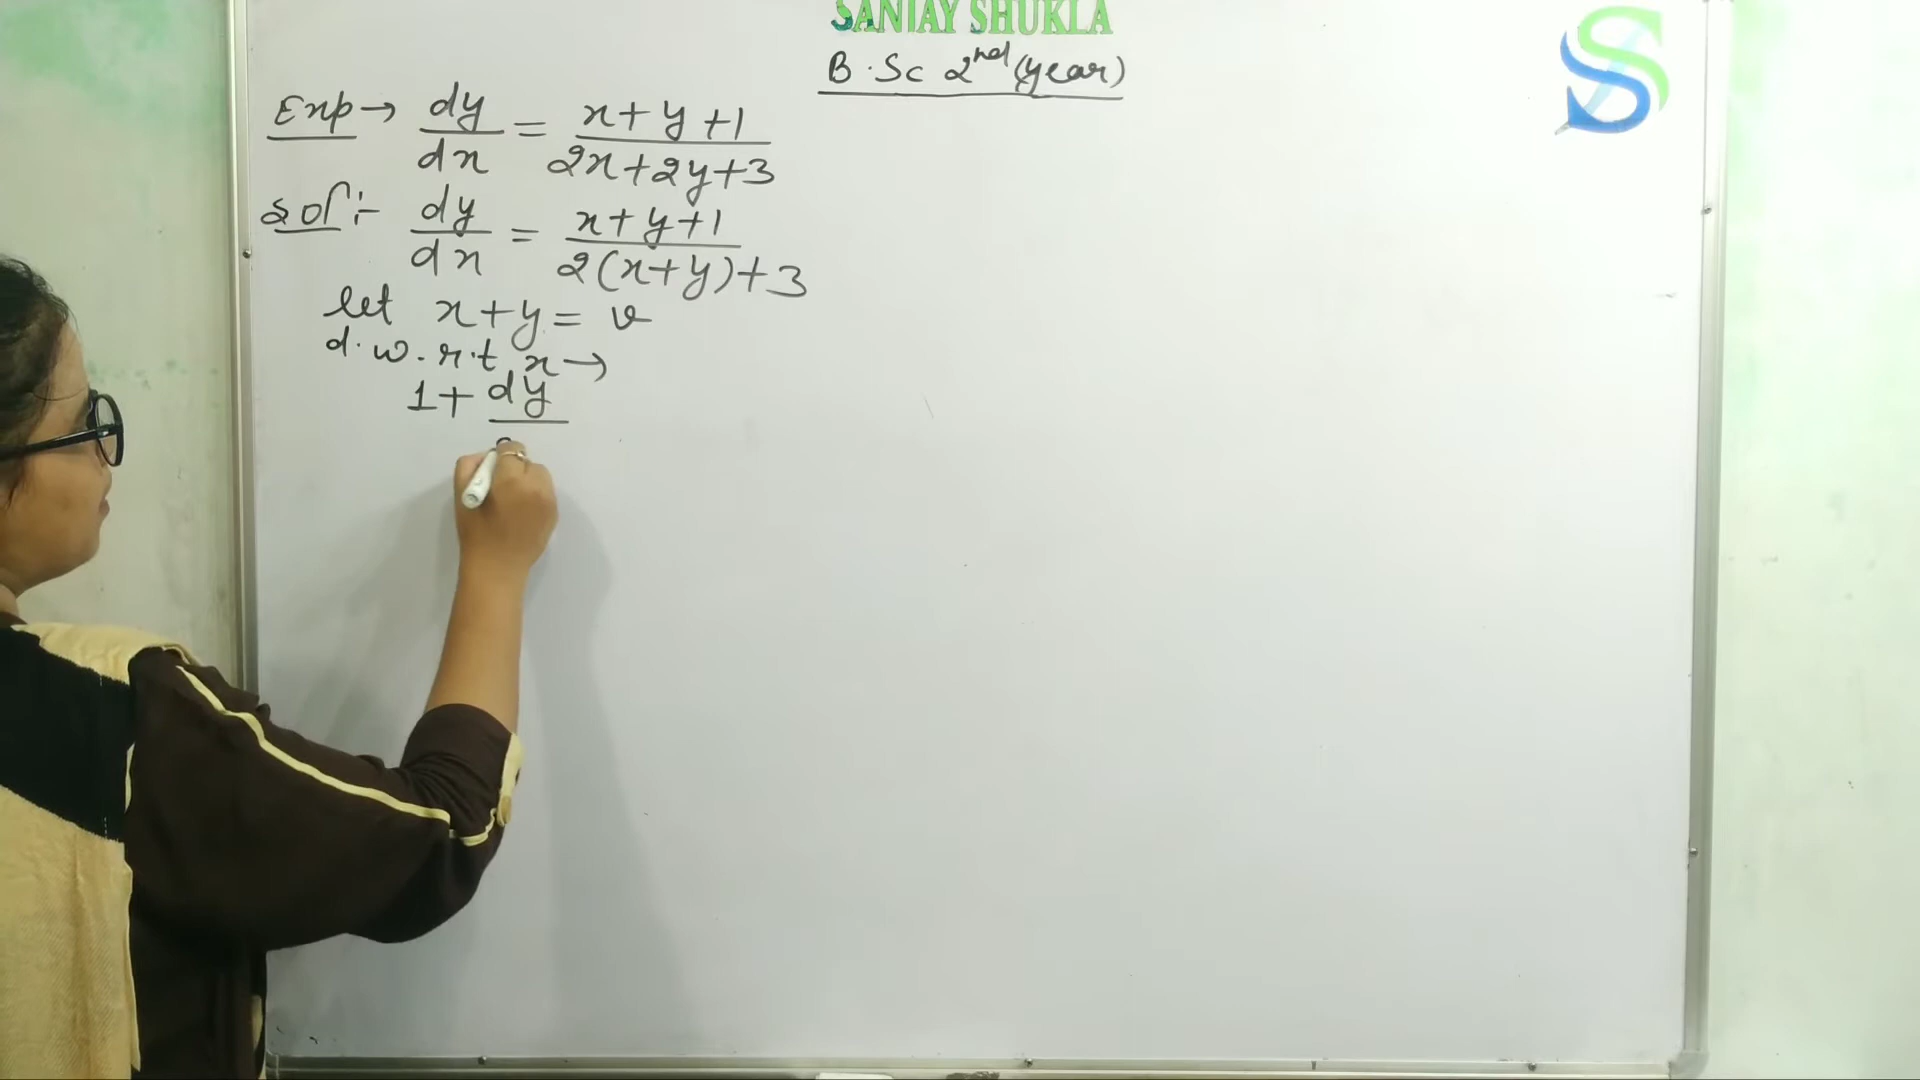 SANJAY SHUKLA
B.Sc 2nd (year)
Exp → dy/dx = x+y+1/2x+2y+3
Sol:- dy/dx = x+y+1/2(x+y)+3
let x+y = v
d.w.r.t x →
1+ dy